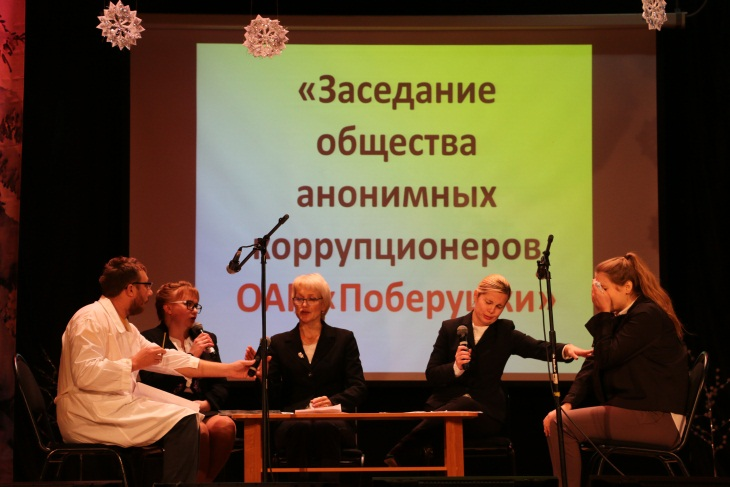 «Заседание
общества
анонимных
коррупционеров
ОАК «Поберушки»